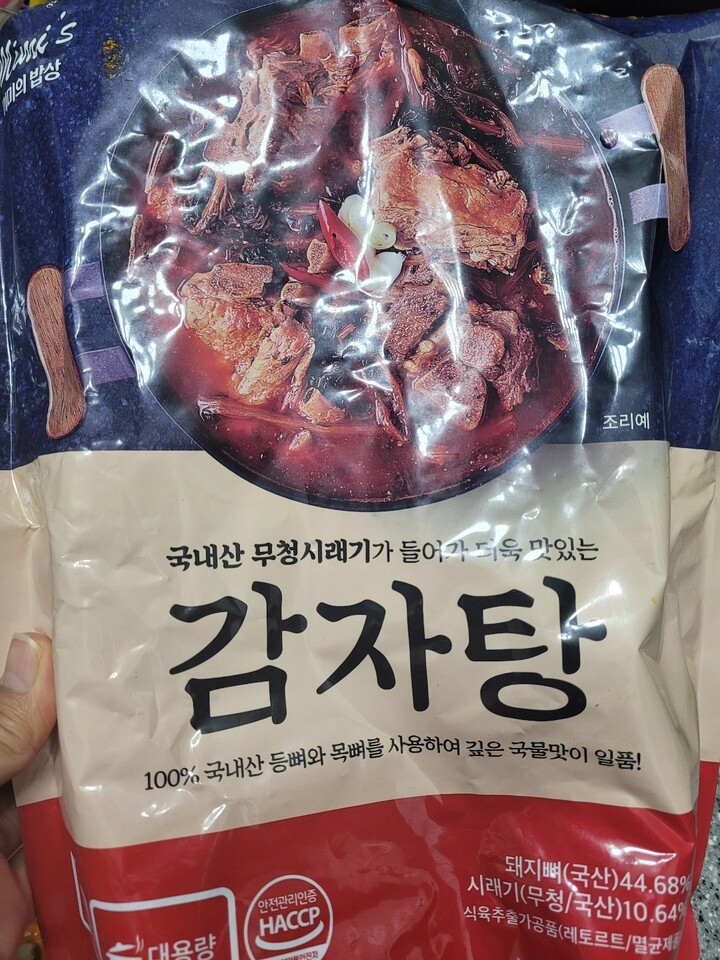 의 밥상
조리예
국내산 무청시래기가 들어가 더욱 맛있는
감자탕
100% 국내산 등뼈와 목뼈를 사용하여 깊은 국물맛이 일품!
돼지뼈(국산)44.68%
시래기(무청/국산)10.64%
식육추출가공품(레토르트/멸균제품
대용량
안전관리인증
HACCP